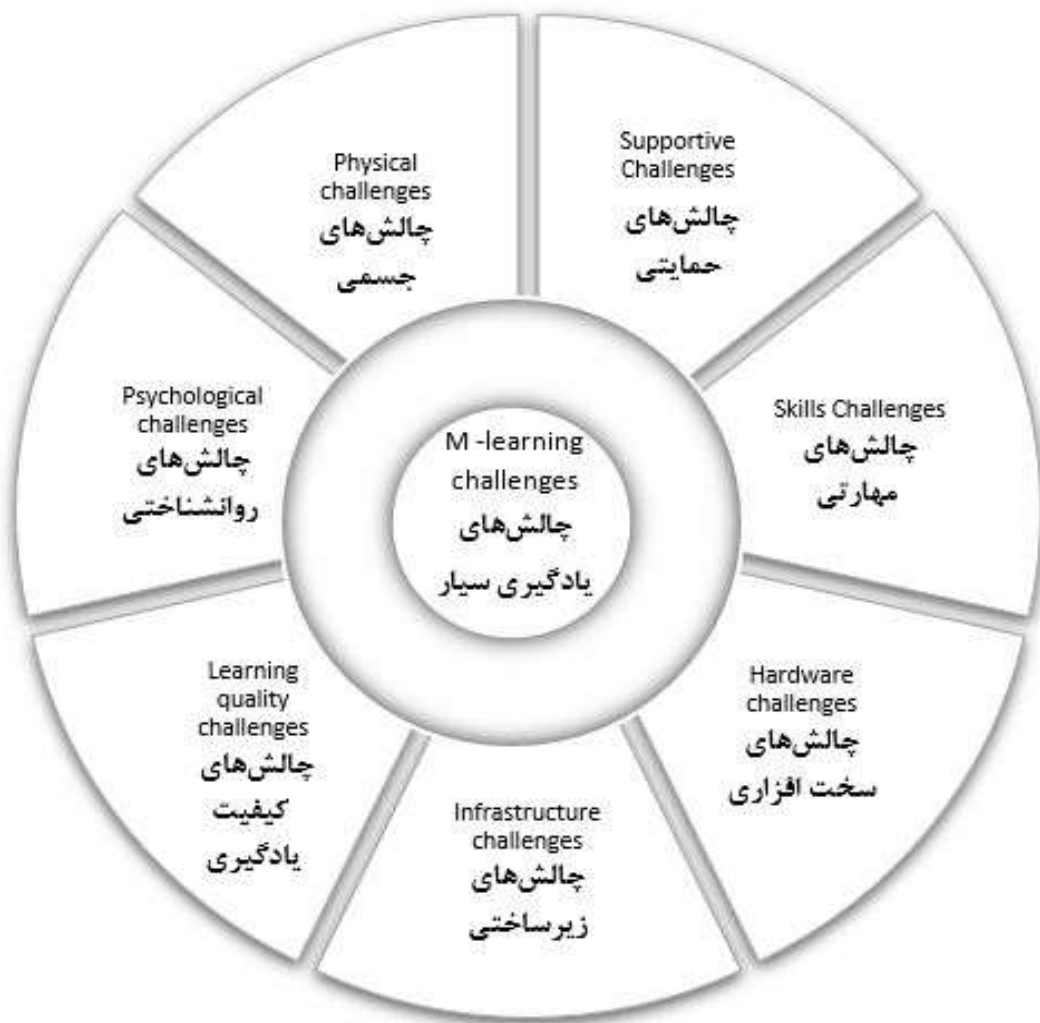 Supportive
Challenges
چالش‌های
حمایتی
Skills Challenges
چالش‌های
مهارتی
Hardware
challenges
چالش‌های
سخت افزاری
Infrastructure
challenges
چالش‌های
زیرساختی
Learning
quality
challenges
چالش‌های
کیفیت
یادگیری
Psychological
challenges
چالش‌های
روانشناختی
Physical
challenges
چالش‌های
جسمی
M -learning
challenges
چالش‌های
یادگیری سیار